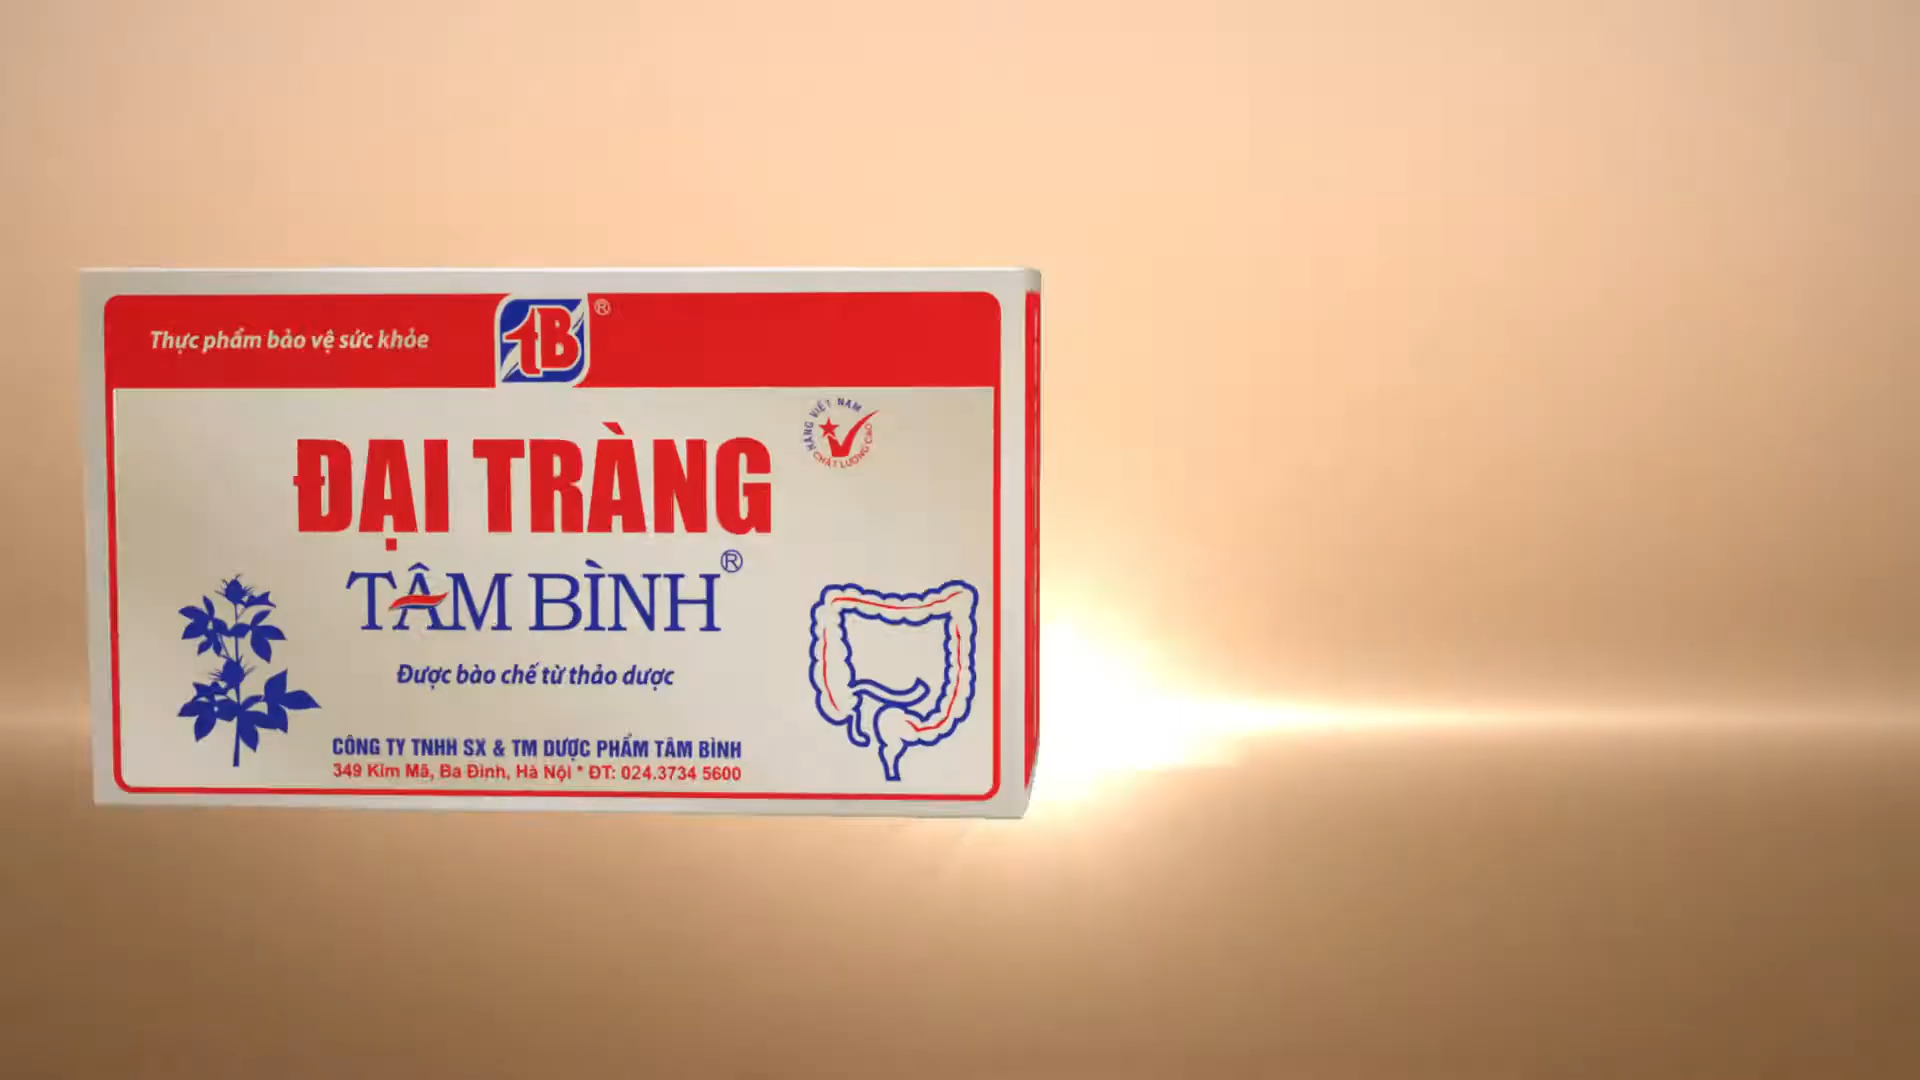 Thực phẩm bảo vệ sức khỏe
tB®
HÀNG VIỆT NAM
CHẤT LƯỢNG CAO
ĐẠI TRÀNG
TÂM BÌNH®
Được bào chế từ thảo dược
CÔNG TY TNHH SX & TM DƯỢC PHẨM TÂM BÌNH
349 Kim Mã, Ba Đình, Hà Nội * ĐT: 024.3734 5600